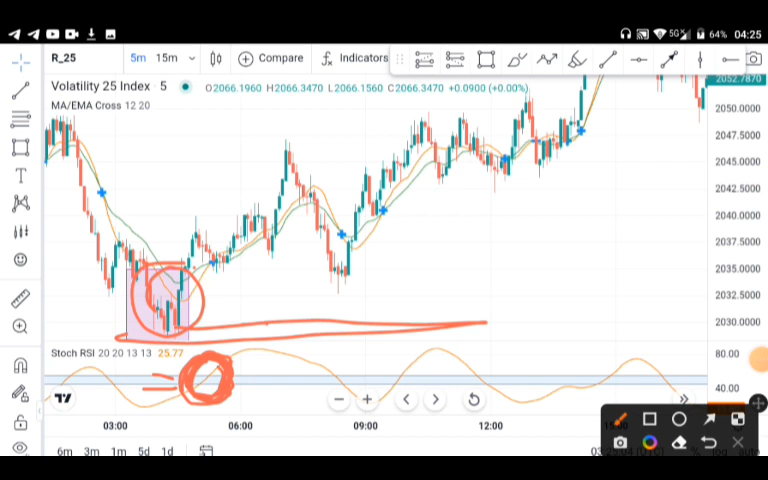 5G 64% 04:25
R_25 5m 15m Compare Indicators
Volatility 25 Index · 5 O2066.1960 H2066.3470 L2066.1560 C2066.3470 +0.0900 (+0.00%)
MA/EMA Cross 12 20
2052.7870
2050.0000
2047.5000
2045.0000
2042.5000
2040.0000
2037.5000
2035.0000
2032.5000
2030.0000
Stoch RSI 20 20 13 13 25.77
80.00
40.00
03:00 06:00 09:00 12:00
6m 3m 1m 5d 1d